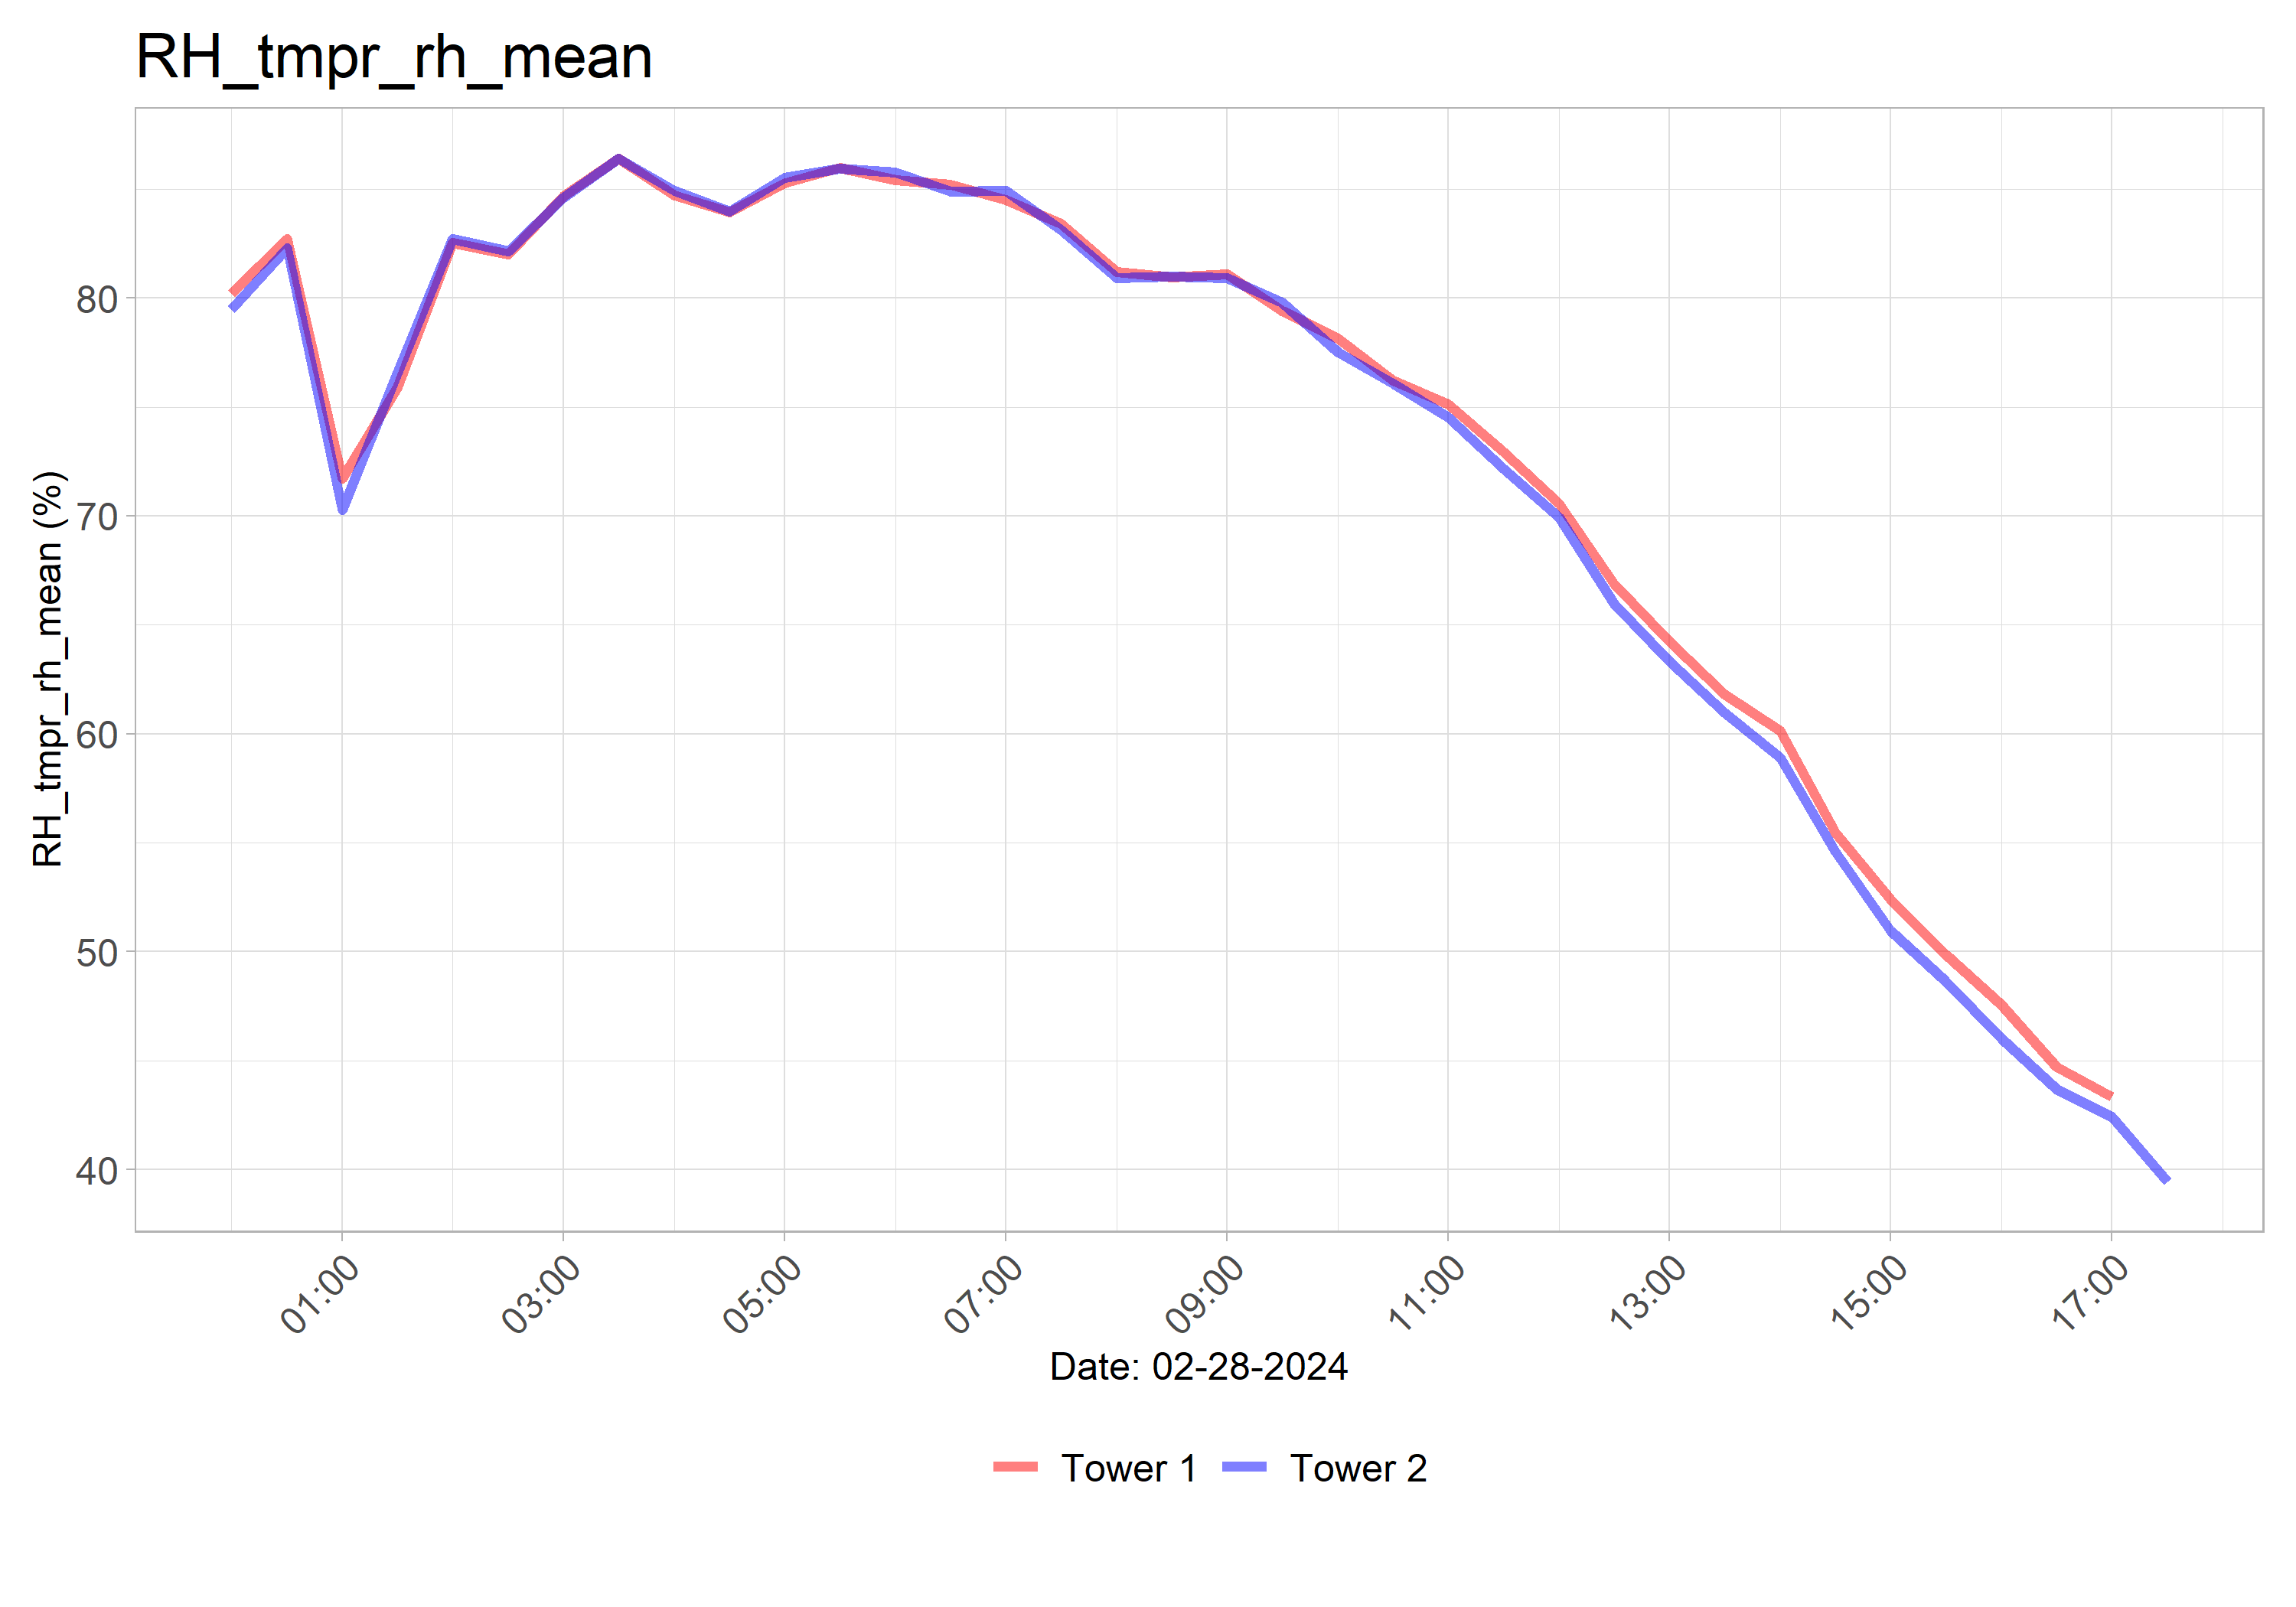 RH_tmpr_rh_mean
RH_tmpr_rh_mean (%)
80
70
60
50
40
01:00 03:00 05:00 07:00 09:00 11:00 13:00 15:00 17:00
Date: 02-28-2024
Tower 1 Tower 2